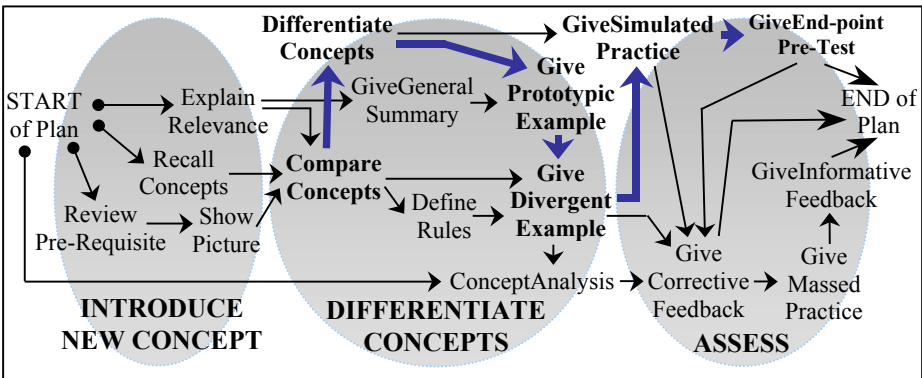 START
of Plan
Explain
Relevance
Recall
Concepts
Review
Pre-Requisite
Show
Picture
INTRODUCE
NEW CONCEPT
Differentiate
Concepts
GiveGeneral
Summary
Compare
Concepts
Define
Rules
Give
Prototypic
Example
Give
Divergent
Example
ConceptAnalysis
DIFFERENTIATE
CONCEPTS
GiveSimulated
Practice
GiveEnd-point
Pre-Test
END of
Plan
GiveInformative
Feedback
Give
Corrective
Feedback
Give
Massed
Practice
ASSESS